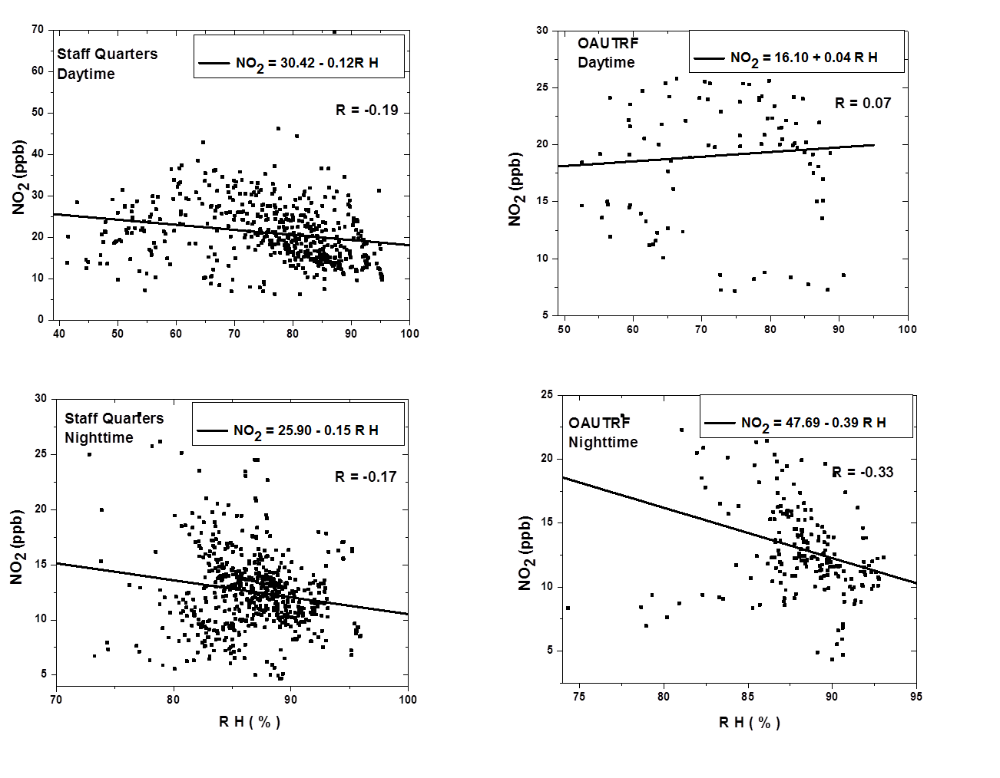 Staff Quarters
Daytime
NO2 = 30.42 - 0.12R H
R = -0.19
NO2 (ppb)
70
60
50
40
30
20
10
0
40 50 60 70 80 90 100
OAUTRF
Daytime
NO2 = 16.10 + 0.04 R H
R = 0.07
NO2 (ppb)
30
25
20
15
10
5
50 60 70 80 90 100
Staff Quarters
Nighttime
NO2 = 25.90 - 0.15 R H
R = -0.17
NO2 (ppb)
30
25
20
15
10
5
70 80 90 100
R H ( % )
OAUTRF
Nighttime
NO2 = 47.69 - 0.39 R H
R = -0.33
NO2 (ppb)
25
20
15
10
5
75 80 85 90 95
R H ( % )